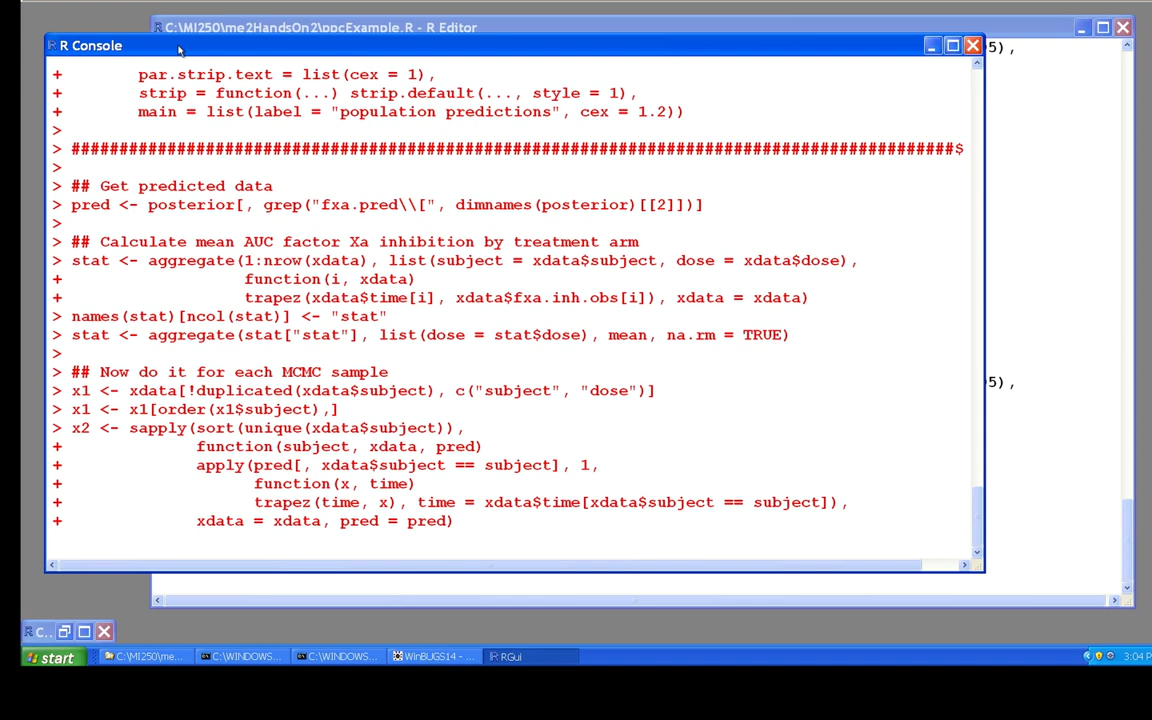 C:\MI250\me2HandsOn2\ppcExample.R - R Editor
R Console
+         par.strip.text = list(cex = 1),
+         strip = function(...) strip.default(..., style = 1),
+         main = list(label = "population predictions", cex = 1.2))
>
> ############################################################################################$
>
> ## Get predicted data
> pred <- posterior[, grep("fxa.pred\\[", dimnames(posterior)[[2]])]
>
> ## Calculate mean AUC factor Xa inhibition by treatment arm
> stat <- aggregate(1:nrow(xdata), list(subject = xdata$subject, dose = xdata$dose),
+                    function(i, xdata)
+                    trapez(xdata$time[i], xdata$fxa.inh.obs[i]), xdata = xdata)
> names(stat)[ncol(stat)] <- "stat"
> stat <- aggregate(stat["stat"], list(dose = stat$dose), mean, na.rm = TRUE)
>
> ## Now do it for each MCMC sample
> x1 <- xdata[!duplicated(xdata$subject), c("subject", "dose")]
> x1 <- x1[order(x1$subject),]
> x2 <- sapply(sort(unique(xdata$subject)),
+               function(subject, xdata, pred)
+               apply(pred[, xdata$subject == subject], 1,
+                     function(x, time)
+                     trapez(time, x), time = xdata$time[xdata$subject == subject]),
+               xdata = xdata, pred = pred)
5),
5),
C..
start
C:\MI250\me...
C:\WINDOWS...
C:\WINDOWS...
WinBUGS14 - ...
RGui
3:04 P